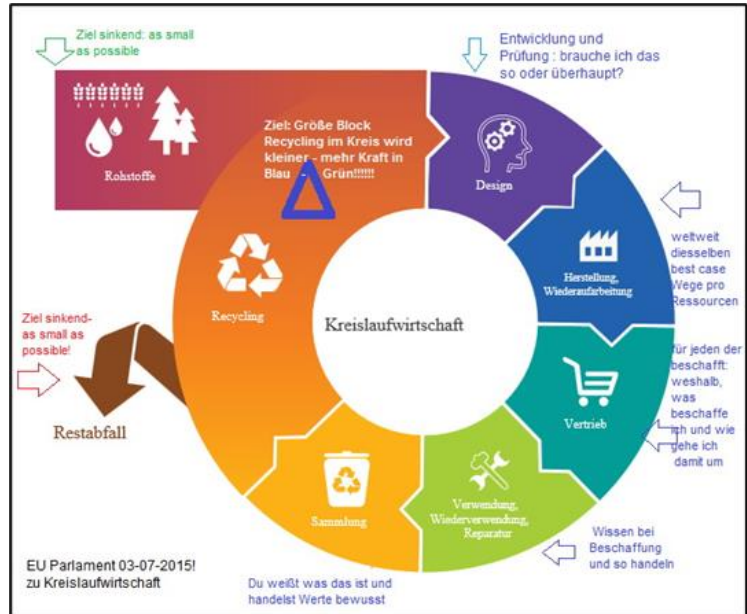 Ziel sinkend: as small
as possible
Entwicklung und
Prüfung : brauche ich das
so oder überhaupt?
Ziel: Größe Block
Recycling im Kreis wird
kleiner - mehr Kraft in
Blau - Grün!!!!!!
Rohstoffe
Design
weltweit
diesselben
best case
Wege pro
Ressourcen
Herstellung,
Wiederaufarbeitung
Recycling
Kreislaufwirtschaft
Ziel sinkend-
as small as
possible!
für jeden der
beschafft:
weshalb,
was
beschaffe
ich und wie
gehe ich
damit um
Vertrieb
Restabfall
Sammlung
Verwendung,
Wiederverwendung,
Reparatur
Wissen bei
Beschaffung
und so handeln
EU Parlament 03-07-2015!
zu Kreislaufwirtschaft
Du weißt was das ist und
handelst Werte bewusst